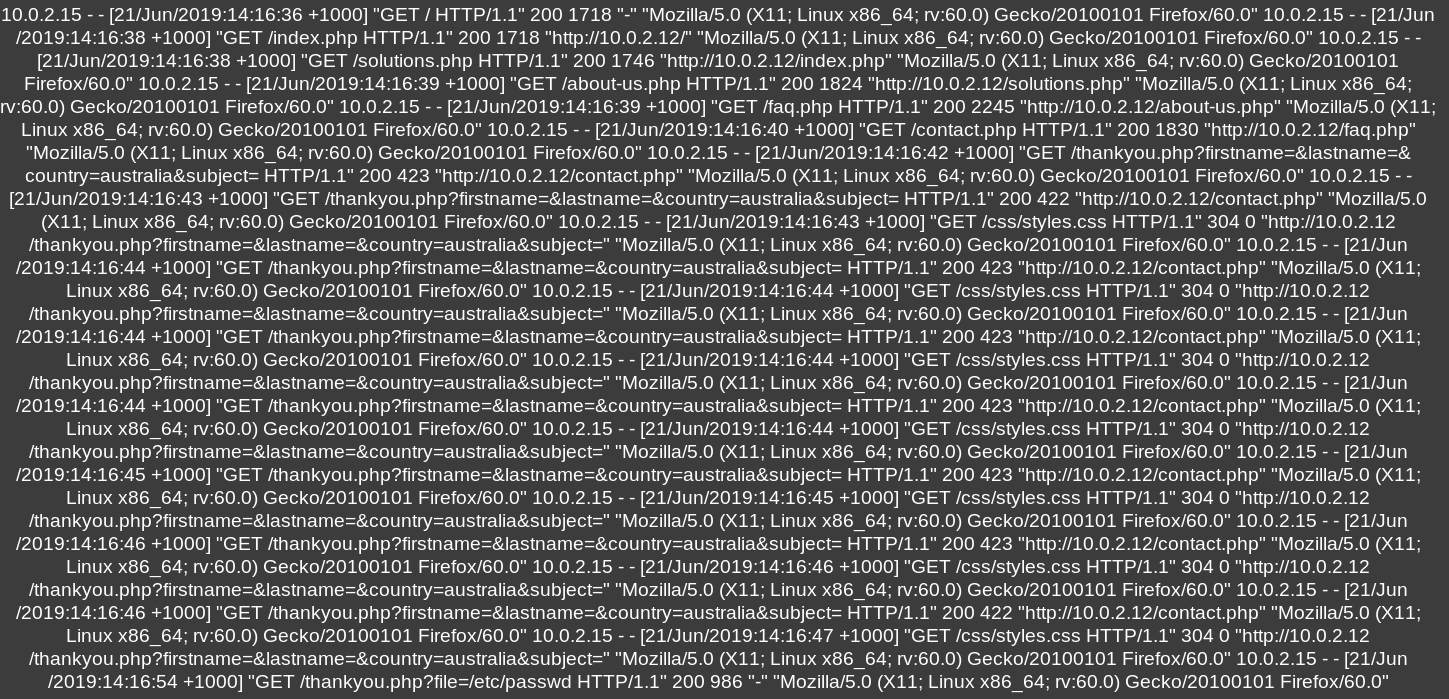 10.0.2.15 - - [21/Jun/2019:14:16:36 +1000] "GET / HTTP/1.1" 200 1718 "-" "Mozilla/5.0 (X11; Linux x86_64; rv:60.0) Gecko/20100101 Firefox/60.0" 10.0.2.15 - - [21/Jun
/2019:14:16:38 +1000] "GET /index.php HTTP/1.1" 200 1718 "http://10.0.2.12/" "Mozilla/5.0 (X11; Linux x86_64; rv:60.0) Gecko/20100101 Firefox/60.0" 10.0.2.15 - -
[21/Jun/2019:14:16:38 +1000] "GET /solutions.php HTTP/1.1" 200 1746 "http://10.0.2.12/index.php" "Mozilla/5.0 (X11; Linux x86_64; rv:60.0) Gecko/20100101
Firefox/60.0" 10.0.2.15 - - [21/Jun/2019:14:16:39 +1000] "GET /about-us.php HTTP/1.1" 200 1824 "http://10.0.2.12/solutions.php" "Mozilla/5.0 (X11; Linux x86_64;
rv:60.0) Gecko/20100101 Firefox/60.0" 10.0.2.15 - - [21/Jun/2019:14:16:39 +1000] "GET /faq.php HTTP/1.1" 200 2245 "http://10.0.2.12/about-us.php" "Mozilla/5.0 (X11;
Linux x86_64; rv:60.0) Gecko/20100101 Firefox/60.0" 10.0.2.15 - - [21/Jun/2019:14:16:40 +1000] "GET /contact.php HTTP/1.1" 200 1830 "http://10.0.2.12/faq.php"
"Mozilla/5.0 (X11; Linux x86_64; rv:60.0) Gecko/20100101 Firefox/60.0" 10.0.2.15 - - [21/Jun/2019:14:16:42 +1000] "GET /thankyou.php?firstname=&lastname=&
country=australia&subject= HTTP/1.1" 200 423 "http://10.0.2.12/contact.php" "Mozilla/5.0 (X11; Linux x86_64; rv:60.0) Gecko/20100101 Firefox/60.0" 10.0.2.15 - -
[21/Jun/2019:14:16:43 +1000] "GET /thankyou.php?firstname=&lastname=&country=australia&subject= HTTP/1.1" 200 422 "http://10.0.2.12/contact.php" "Mozilla/5.0
(X11; Linux x86_64; rv:60.0) Gecko/20100101 Firefox/60.0" 10.0.2.15 - - [21/Jun/2019:14:16:43 +1000] "GET /css/styles.css HTTP/1.1" 304 0 "http://10.0.2.12
/thankyou.php?firstname=&lastname=&country=australia&subject=" "Mozilla/5.0 (X11; Linux x86_64; rv:60.0) Gecko/20100101 Firefox/60.0" 10.0.2.15 - - [21/Jun
/2019:14:16:44 +1000] "GET /thankyou.php?firstname=&lastname=&country=australia&subject= HTTP/1.1" 200 423 "http://10.0.2.12/contact.php" "Mozilla/5.0 (X11;
Linux x86_64; rv:60.0) Gecko/20100101 Firefox/60.0" 10.0.2.15 - - [21/Jun/2019:14:16:44 +1000] "GET /css/styles.css HTTP/1.1" 304 0 "http://10.0.2.12
/thankyou.php?firstname=&lastname=&country=australia&subject=" "Mozilla/5.0 (X11; Linux x86_64; rv:60.0) Gecko/20100101 Firefox/60.0" 10.0.2.15 - - [21/Jun
/2019:14:16:44 +1000] "GET /thankyou.php?firstname=&lastname=&country=australia&subject= HTTP/1.1" 200 423 "http://10.0.2.12/contact.php" "Mozilla/5.0 (X11;
Linux x86_64; rv:60.0) Gecko/20100101 Firefox/60.0" 10.0.2.15 - - [21/Jun/2019:14:16:44 +1000] "GET /css/styles.css HTTP/1.1" 304 0 "http://10.0.2.12
/thankyou.php?firstname=&lastname=&country=australia&subject=" "Mozilla/5.0 (X11; Linux x86_64; rv:60.0) Gecko/20100101 Firefox/60.0" 10.0.2.15 - - [21/Jun
/2019:14:16:44 +1000] "GET /thankyou.php?firstname=&lastname=&country=australia&subject= HTTP/1.1" 200 423 "http://10.0.2.12/contact.php" "Mozilla/5.0 (X11;
Linux x86_64; rv:60.0) Gecko/20100101 Firefox/60.0" 10.0.2.15 - - [21/Jun/2019:14:16:44 +1000] "GET /css/styles.css HTTP/1.1" 304 0 "http://10.0.2.12
/thankyou.php?firstname=&lastname=&country=australia&subject=" "Mozilla/5.0 (X11; Linux x86_64; rv:60.0) Gecko/20100101 Firefox/60.0" 10.0.2.15 - - [21/Jun
/2019:14:16:45 +1000] "GET /thankyou.php?firstname=&lastname=&country=australia&subject= HTTP/1.1" 200 423 "http://10.0.2.12/contact.php" "Mozilla/5.0 (X11;
Linux x86_64; rv:60.0) Gecko/20100101 Firefox/60.0" 10.0.2.15 - - [21/Jun/2019:14:16:45 +1000] "GET /css/styles.css HTTP/1.1" 304 0 "http://10.0.2.12
/thankyou.php?firstname=&lastname=&country=australia&subject=" "Mozilla/5.0 (X11; Linux x86_64; rv:60.0) Gecko/20100101 Firefox/60.0" 10.0.2.15 - - [21/Jun
/2019:14:16:46 +1000] "GET /thankyou.php?firstname=&lastname=&country=australia&subject= HTTP/1.1" 200 423 "http://10.0.2.12/contact.php" "Mozilla/5.0 (X11;
Linux x86_64; rv:60.0) Gecko/20100101 Firefox/60.0" 10.0.2.15 - - [21/Jun/2019:14:16:46 +1000] "GET /css/styles.css HTTP/1.1" 304 0 "http://10.0.2.12
/thankyou.php?firstname=&lastname=&country=australia&subject=" "Mozilla/5.0 (X11; Linux x86_64; rv:60.0) Gecko/20100101 Firefox/60.0" 10.0.2.15 - - [21/Jun
/2019:14:16:46 +1000] "GET /thankyou.php?firstname=&lastname=&country=australia&subject= HTTP/1.1" 200 422 "http://10.0.2.12/contact.php" "Mozilla/5.0 (X11;
Linux x86_64; rv:60.0) Gecko/20100101 Firefox/60.0" 10.0.2.15 - - [21/Jun/2019:14:16:47 +1000] "GET /css/styles.css HTTP/1.1" 304 0 "http://10.0.2.12
/thankyou.php?firstname=&lastname=&country=australia&subject=" "Mozilla/5.0 (X11; Linux x86_64; rv:60.0) Gecko/20100101 Firefox/60.0" 10.0.2.15 - - [21/Jun
/2019:14:16:54 +1000] "GET /thankyou.php?file=/etc/passwd HTTP/1.1" 200 986 "-" "Mozilla/5.0 (X11; Linux x86_64; rv:60.0) Gecko/20100101 Firefox/60.0"